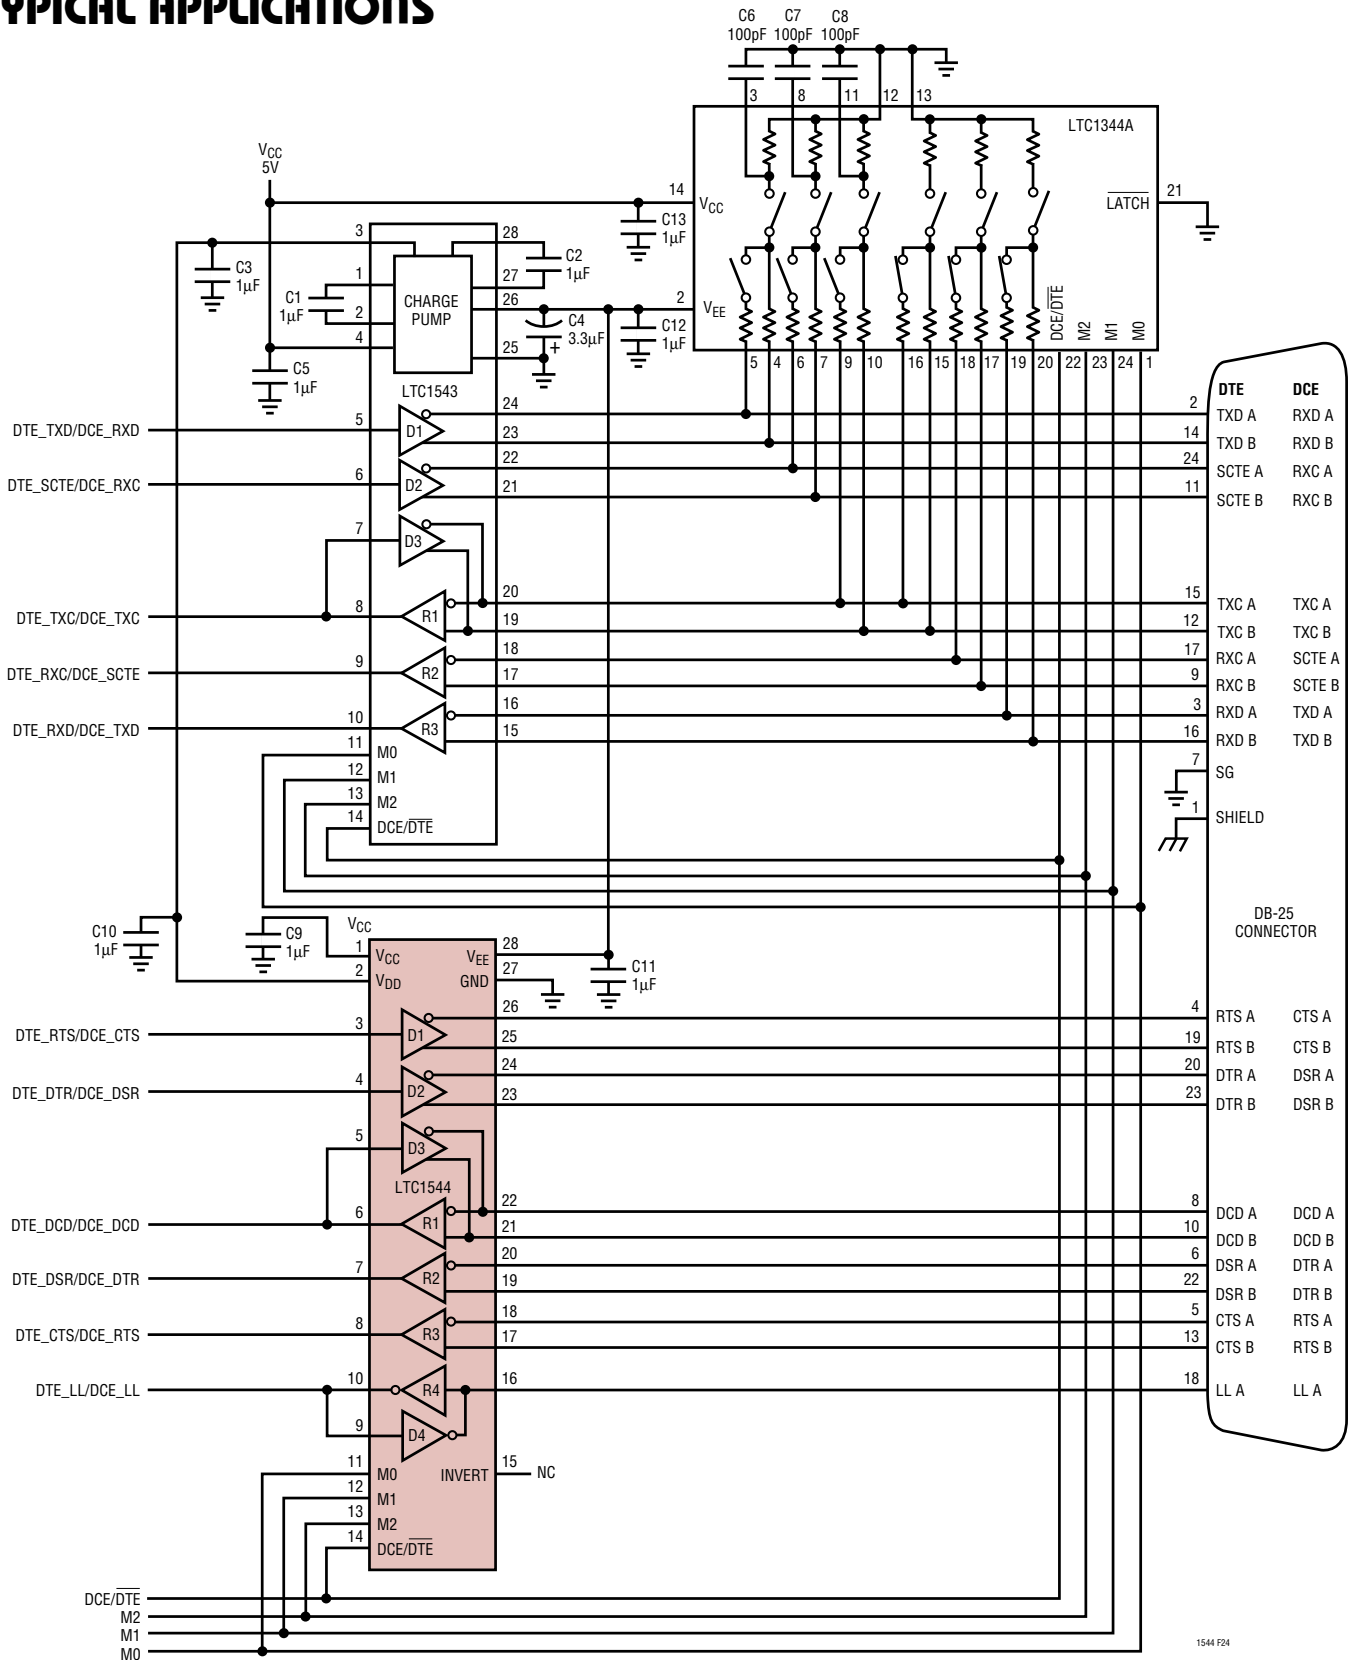 YPICAL APPLICATIONS
C6 C7 C8
100pF 100pF 100pF
3 8 11 12 13
LTC1344A
VCC
5V
14
VCC
LATCH
21
C13
1µF
3
28
C3
1µF
C2
1µF
1
27
C1
1µF
CHARGE
PUMP
26
2
VEE
2
C4
3.3µF
+
C12
1µF
4
25
DCE/DTE
M2
M1
M0
C5
1µF
LTC1543
5 4 6 7 9 10 16 15 18 17 19 20 22 23 24 1
DTE DCE
DTE_TXD/DCE_RXD
5
D1
24
2
TXD A RXD A
23
14
TXD B RXD B
DTE_SCTE/DCE_RXC
6
D2
22
24
SCTE A RXC A
21
11
SCTE B RXC B
7
D3
DTE_TXC/DCE_TXC
8
R1
20
15
TXC A TXC A
19
12
TXC B TXC B
DTE_RXC/DCE_SCTE
9
R2
18
17
RXC A SCTE A
17
9
RXC B SCTE B
DTE_RXD/DCE_TXD
10
R3
16
3
RXD A TXD A
15
16
RXD B TXD B
11
M0
12
M1
13
M2
14
DCE/DTE
7
SG
1
SHIELD
DB-25
CONNECTOR
C10
1µF
C9
1µF
VCC
1
VCC
2
VDD
VEE
28
GND
27
C11
1µF
DTE_RTS/DCE_CTS
3
D1
26
4
RTS A CTS A
25
19
RTS B CTS B
DTE_DTR/DCE_DSR
4
D2
24
20
DTR A DSR A
23
23
DTR B DSR B
5
D3
LTC1544
DTE_DCD/DCE_DCD
6
R1
22
8
DCD A DCD A
21
10
DCD B DCD B
DTE_DSR/DCE_DTR
7
R2
20
6
DSR A DTR A
19
22
DSR B DTR B
DTE_CTS/DCE_RTS
8
R3
18
5
CTS A RTS A
17
13
CTS B RTS B
DTE_LL/DCE_LL
10
R4
16
18
LL A LL A
9
D4
11
M0
INVERT
15
NC
12
M1
13
M2
14
DCE/DTE
DCE/DTE
M2
M1
M0
1544 F24